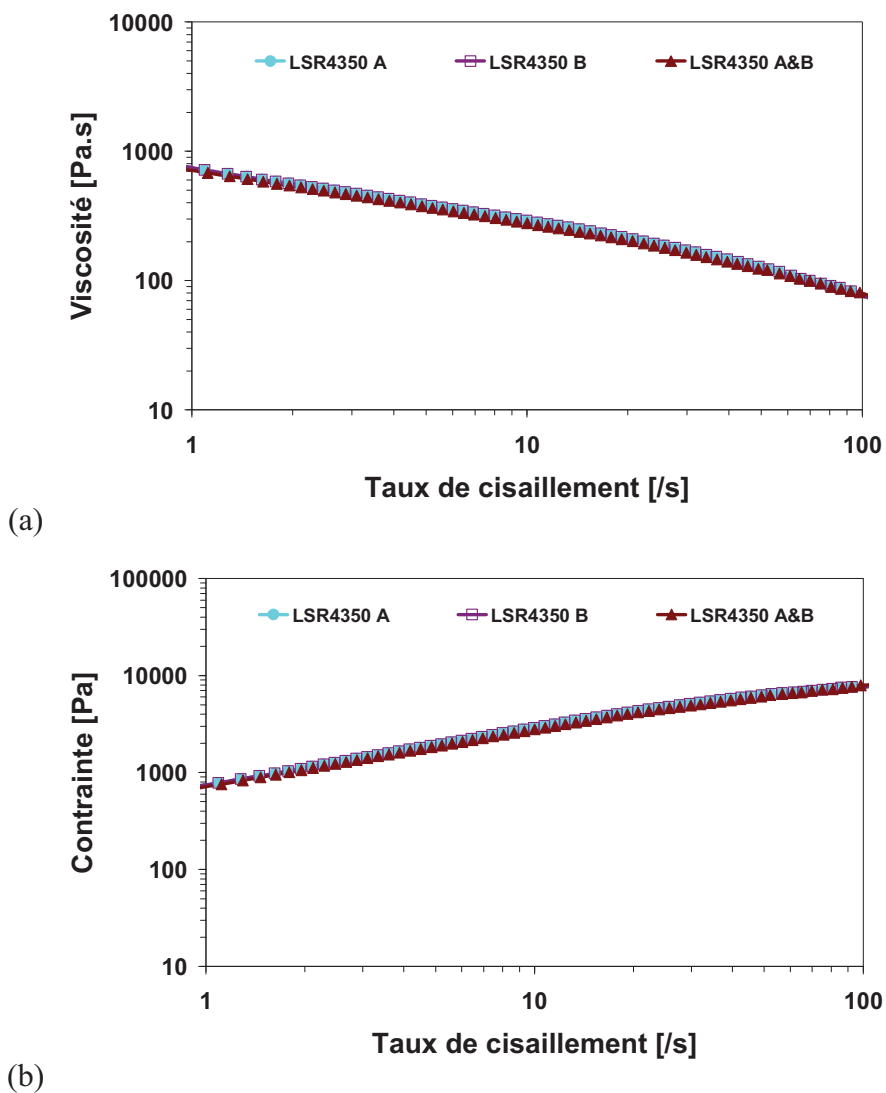 10000
LSR4350 A LSR4350 B LSR4350 A&B
1000
100
10
Viscosité [Pa.s]
1 10 100
Taux de cisaillement [/s]
(a)
100000
LSR4350 A LSR4350 B LSR4350 A&B
10000
1000
100
10
Contrainte [Pa]
1 10 100
Taux de cisaillement [/s]
(b)